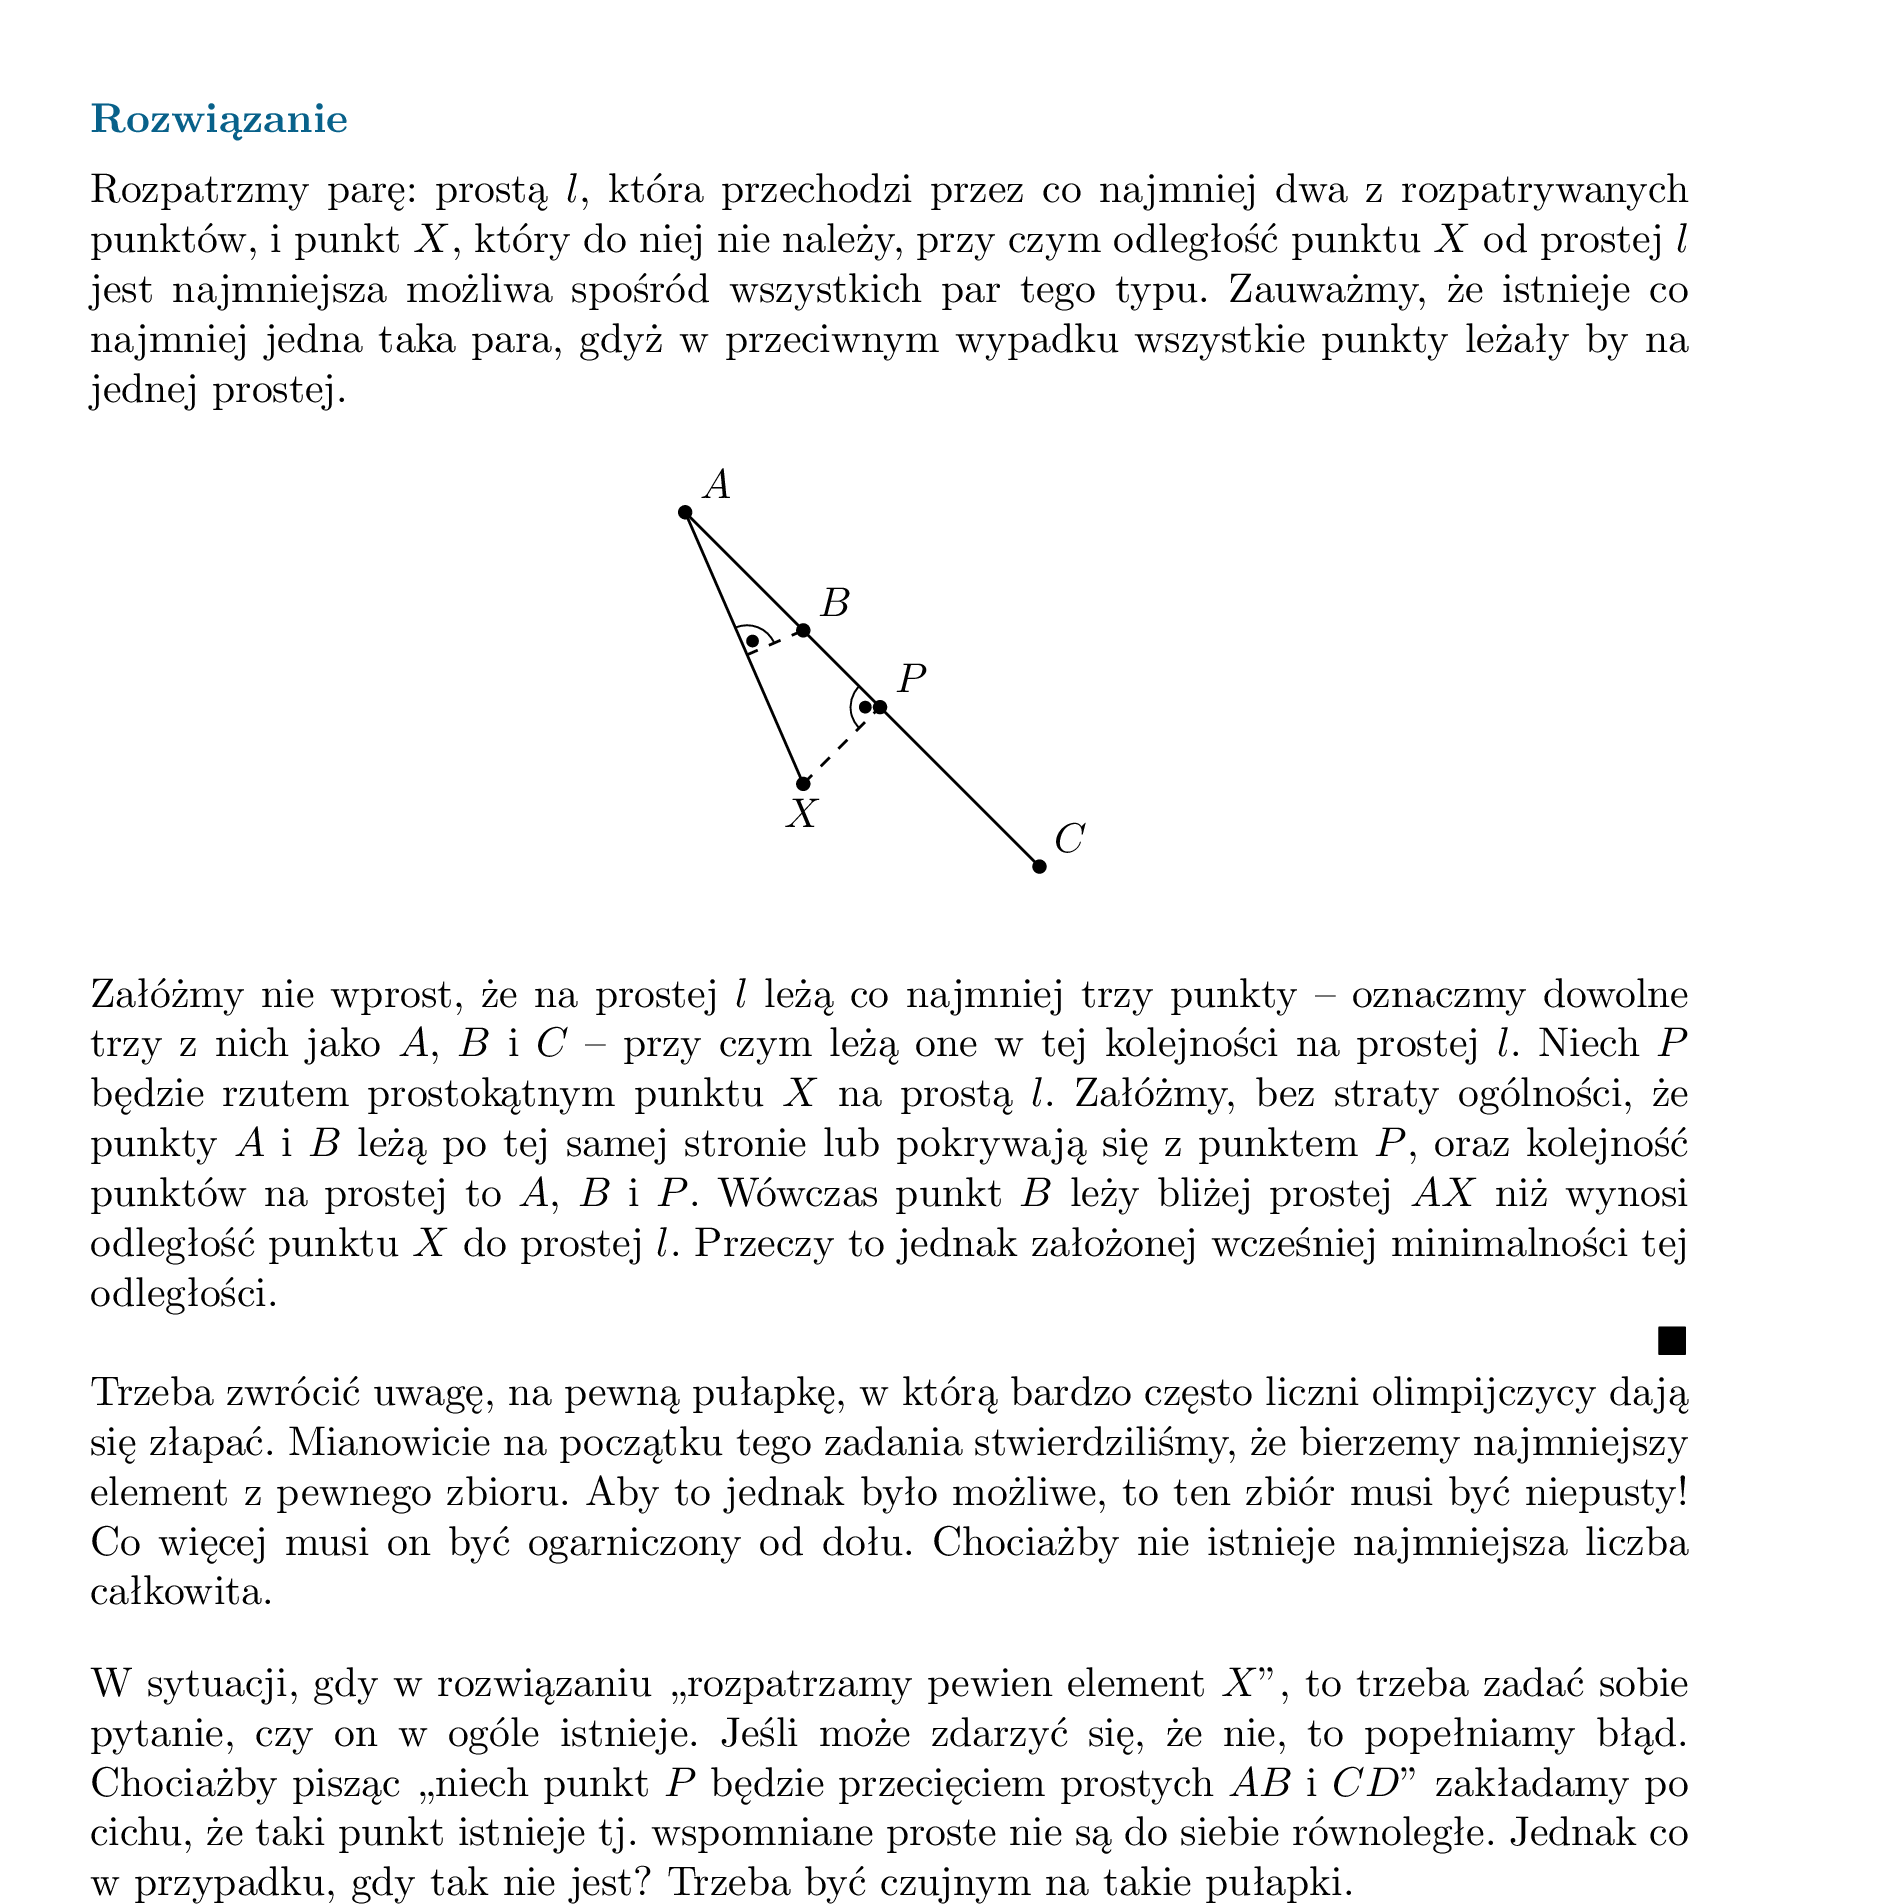 Rozwiązanie
Rozpatrzmy parę: prostą l, która przechodzi przez co najmniej dwa z rozpatrywanych
punktów, i punkt X, który do niej nie należy, przy czym odległość punktu X od prostej l
jest najmniejsza możliwa spośród wszystkich par tego typu. Zauważmy, że istnieje co
najmniej jedna taka para, gdyż w przeciwnym wypadku wszystkie punkty leżały by na
jednej prostej.
A
B
P
X
C
Załóżmy nie wprost, że na prostej l leżą co najmniej trzy punkty – oznaczmy dowolne
trzy z nich jako A, B i C – przy czym leżą one w tej kolejności na prostej l. Niech P
będzie rzutem prostokątnym punktu X na prostą l. Załóżmy, bez straty ogólności, że
punkty A i B leżą po tej samej stronie lub pokrywają się z punktem P, oraz kolejność
punktów na prostej to A, B i P. Wówczas punkt B leży bliżej prostej AX niż wynosi
odległość punktu X do prostej l. Przeczy to jednak założonej wcześniej minimalności tej
odległości.
■
Trzeba zwrócić uwagę, na pewną pułapkę, w którą bardzo często liczni olimpijczycy dają
się złapać. Mianowicie na początku tego zadania stwierdziliśmy, że bierzemy najmniejszy
element z pewnego zbioru. Aby to jednak było możliwe, to ten zbiór musi być niepusty!
Co więcej musi on być ogarniczony od dołu. Chociażby nie istnieje najmniejsza liczba
całkowita.
W sytuacji, gdy w rozwiązaniu „rozpatrzamy pewien element X”, to trzeba zadać sobie
pytanie, czy on w ogóle istnieje. Jeśli może zdarzyć się, że nie, to popełniamy błąd.
Chociażby pisząc „niech punkt P będzie przecięciem prostych AB i CD” zakładamy po
cichu, że taki punkt istnieje tj. wspomniane proste nie są do siebie równoległe. Jednak co
w przypadku, gdy tak nie jest? Trzeba być czujnym na takie pułapki.